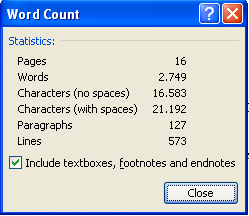 Word Count
Statistics:
Pages 16
Words 2.749
Characters (no spaces) 16.583
Characters (with spaces) 21.192
Paragraphs 127
Lines 573
Include textboxes, footnotes and endnotes
Close